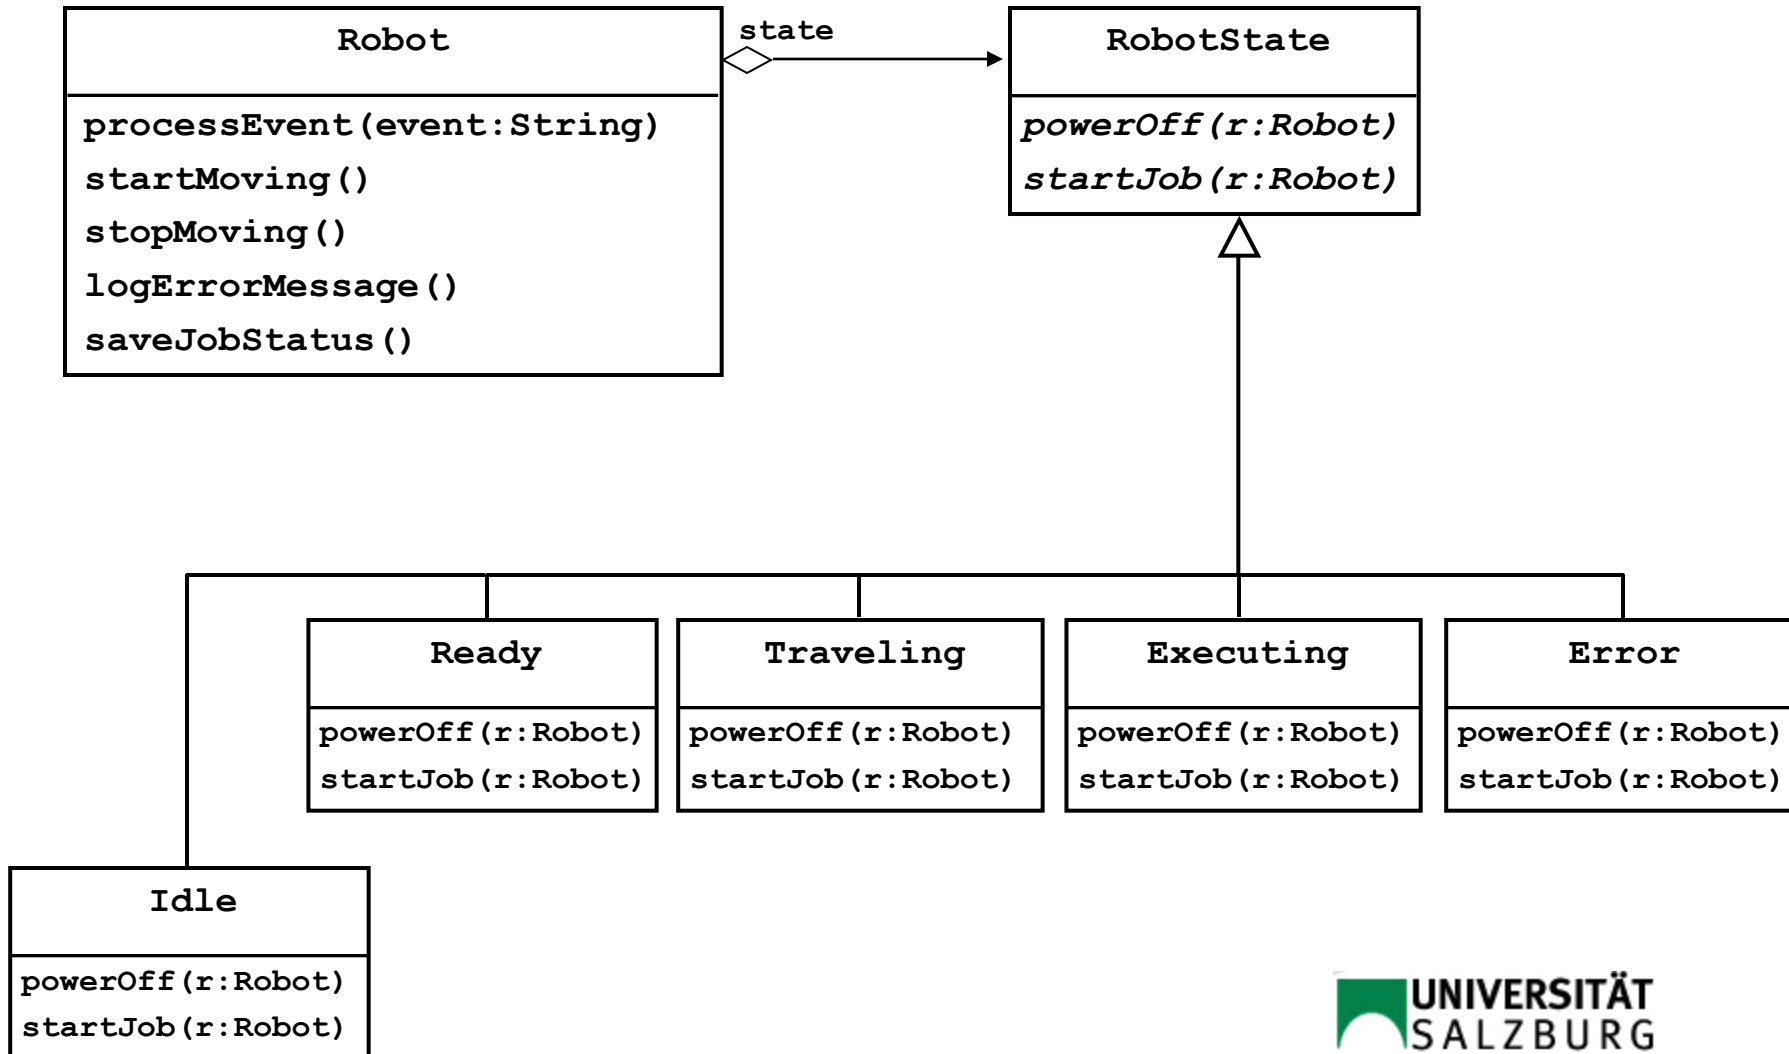 Robot
processEvent(event:String)
startMoving()
stopMoving()
logErrorMessage()
saveJobStatus()
state
RobotState
powerOff(r:Robot)
startJob(r:Robot)
Ready
powerOff(r:Robot)
startJob(r:Robot)
Traveling
powerOff(r:Robot)
startJob(r:Robot)
Executing
powerOff(r:Robot)
startJob(r:Robot)
Error
powerOff(r:Robot)
startJob(r:Robot)
Idle
powerOff(r:Robot)
startJob(r:Robot)
UNIVERSITÄT
SALZBURG